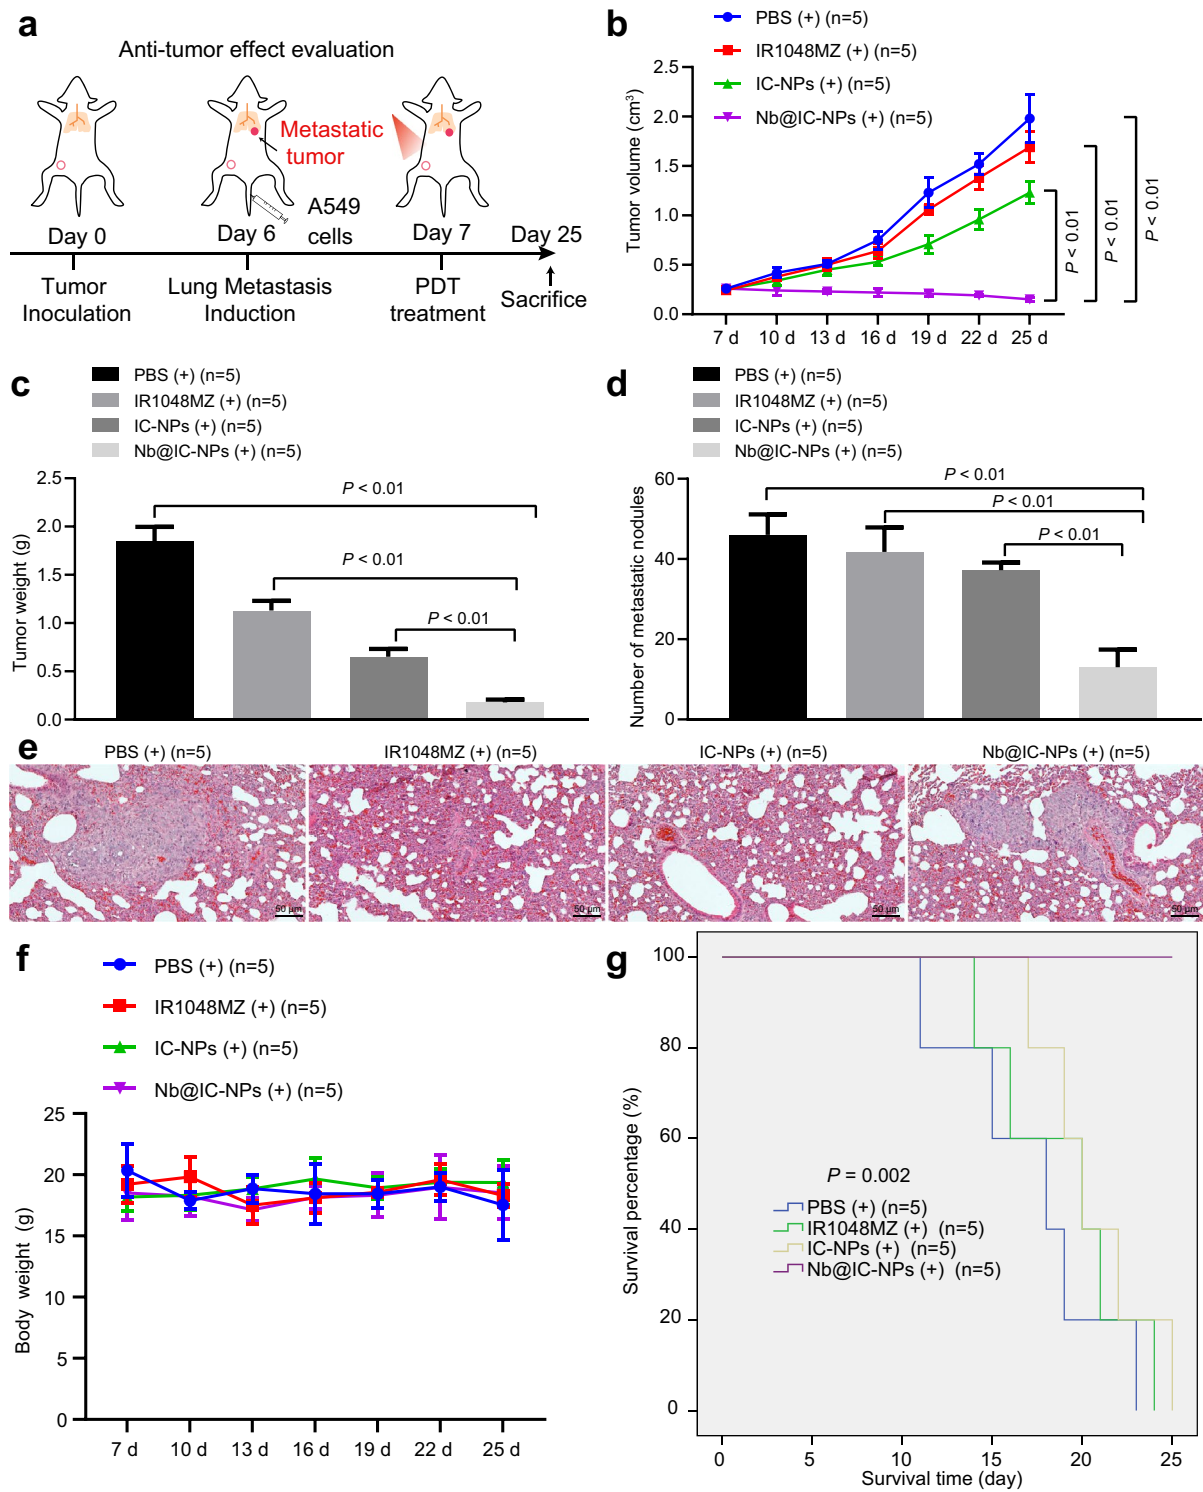 a
Anti-tumor effect evaluation
Metastatic
tumor
A549
cells
Day 0
Day 6
Day 7
Day 25
Tumor
Inoculation
Lung Metastasis
Induction
PDT
treatment
Sacrifice
b
PBS (+) (n=5)
IR1048MZ (+) (n=5)
IC-NPs (+) (n=5)
Nb@IC-NPs (+) (n=5)
Tumor volume (cm³)
2.5
2.0
1.5
1.0
0.5
0.0
7 d 10 d 13 d 16 d 19 d 22 d 25 d
P < 0.01
P < 0.01
P < 0.01
c
PBS (+) (n=5)
IR1048MZ (+) (n=5)
IC-NPs (+) (n=5)
Nb@IC-NPs (+) (n=5)
Tumor weight (g)
2.5
2.0
1.5
1.0
0.5
0.0
P < 0.01
P < 0.01
P < 0.01
d
PBS (+) (n=5)
IR1048MZ (+) (n=5)
IC-NPs (+) (n=5)
Nb@IC-NPs (+) (n=5)
Number of metastatic nodules
60
40
20
0
P < 0.01
P < 0.01
P < 0.01
e
PBS (+) (n=5)
IR1048MZ (+) (n=5)
IC-NPs (+) (n=5)
Nb@IC-NPs (+) (n=5)
50 μm
50 μm
50 μm
50 μm
f
PBS (+) (n=5)
IR1048MZ (+) (n=5)
IC-NPs (+) (n=5)
Nb@IC-NPs (+) (n=5)
Body weight (g)
25
20
15
10
5
0
7 d 10 d 13 d 16 d 19 d 22 d 25 d
g
Survival percentage (%)
100
80
60
40
20
0
P = 0.002
PBS (+) (n=5)
IR1048MZ (+) (n=5)
IC-NPs (+) (n=5)
Nb@IC-NPs (+) (n=5)
0 5 10 15 20 25
Survival time (day)